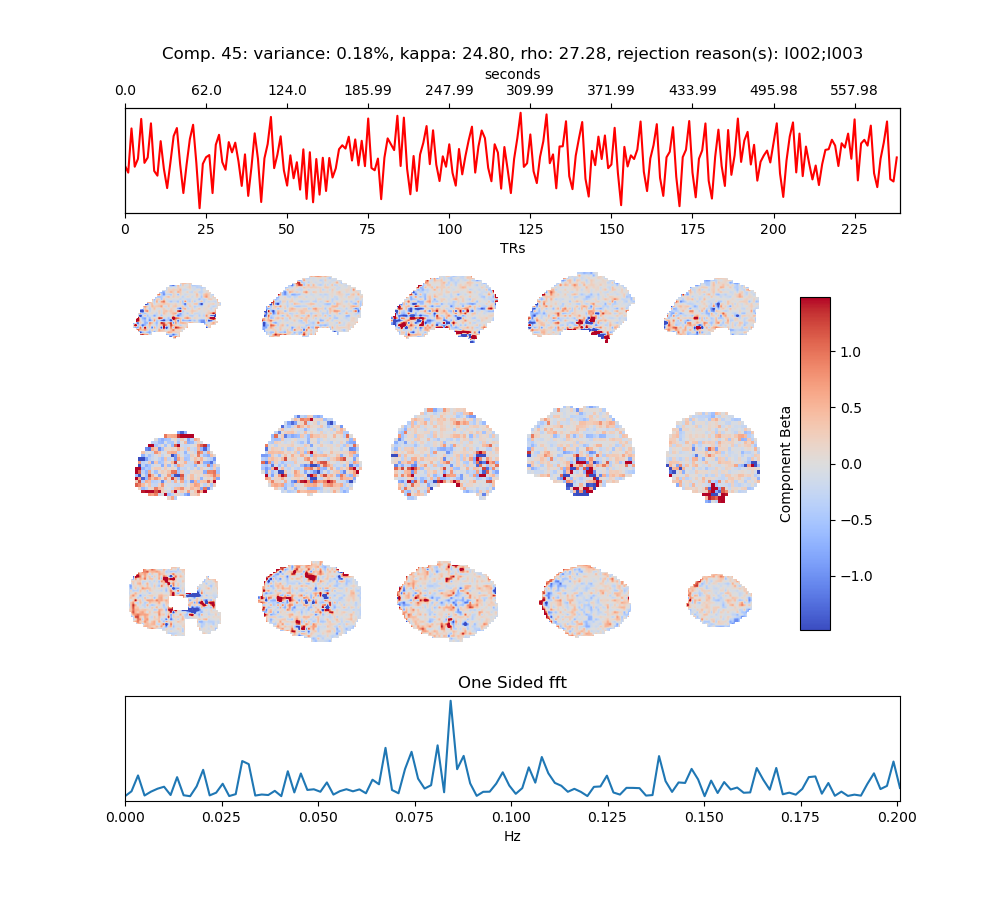 Comp. 45: variance: 0.18%, kappa: 24.80, rho: 27.28, rejection reason(s): I002;I003
seconds
0.0 62.0 124.0 185.99 247.99 309.99 371.99 433.99 495.98 557.98
0 25 50 75 100 125 150 175 200 225
TRs
1.0
0.5
0.0
−0.5
−1.0
Component Beta
One Sided fft
0.000 0.025 0.050 0.075 0.100 0.125 0.150 0.175 0.200
Hz